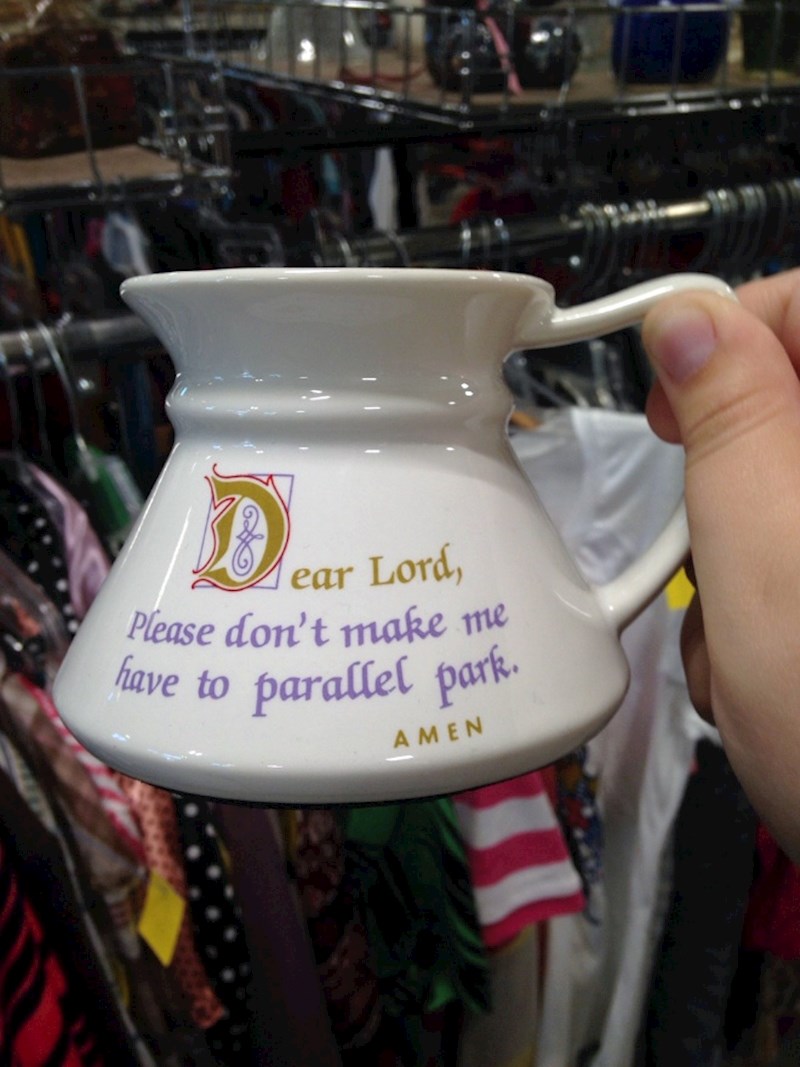 Dear Lord,
Please don't make me
have to parallel park.
AMEN